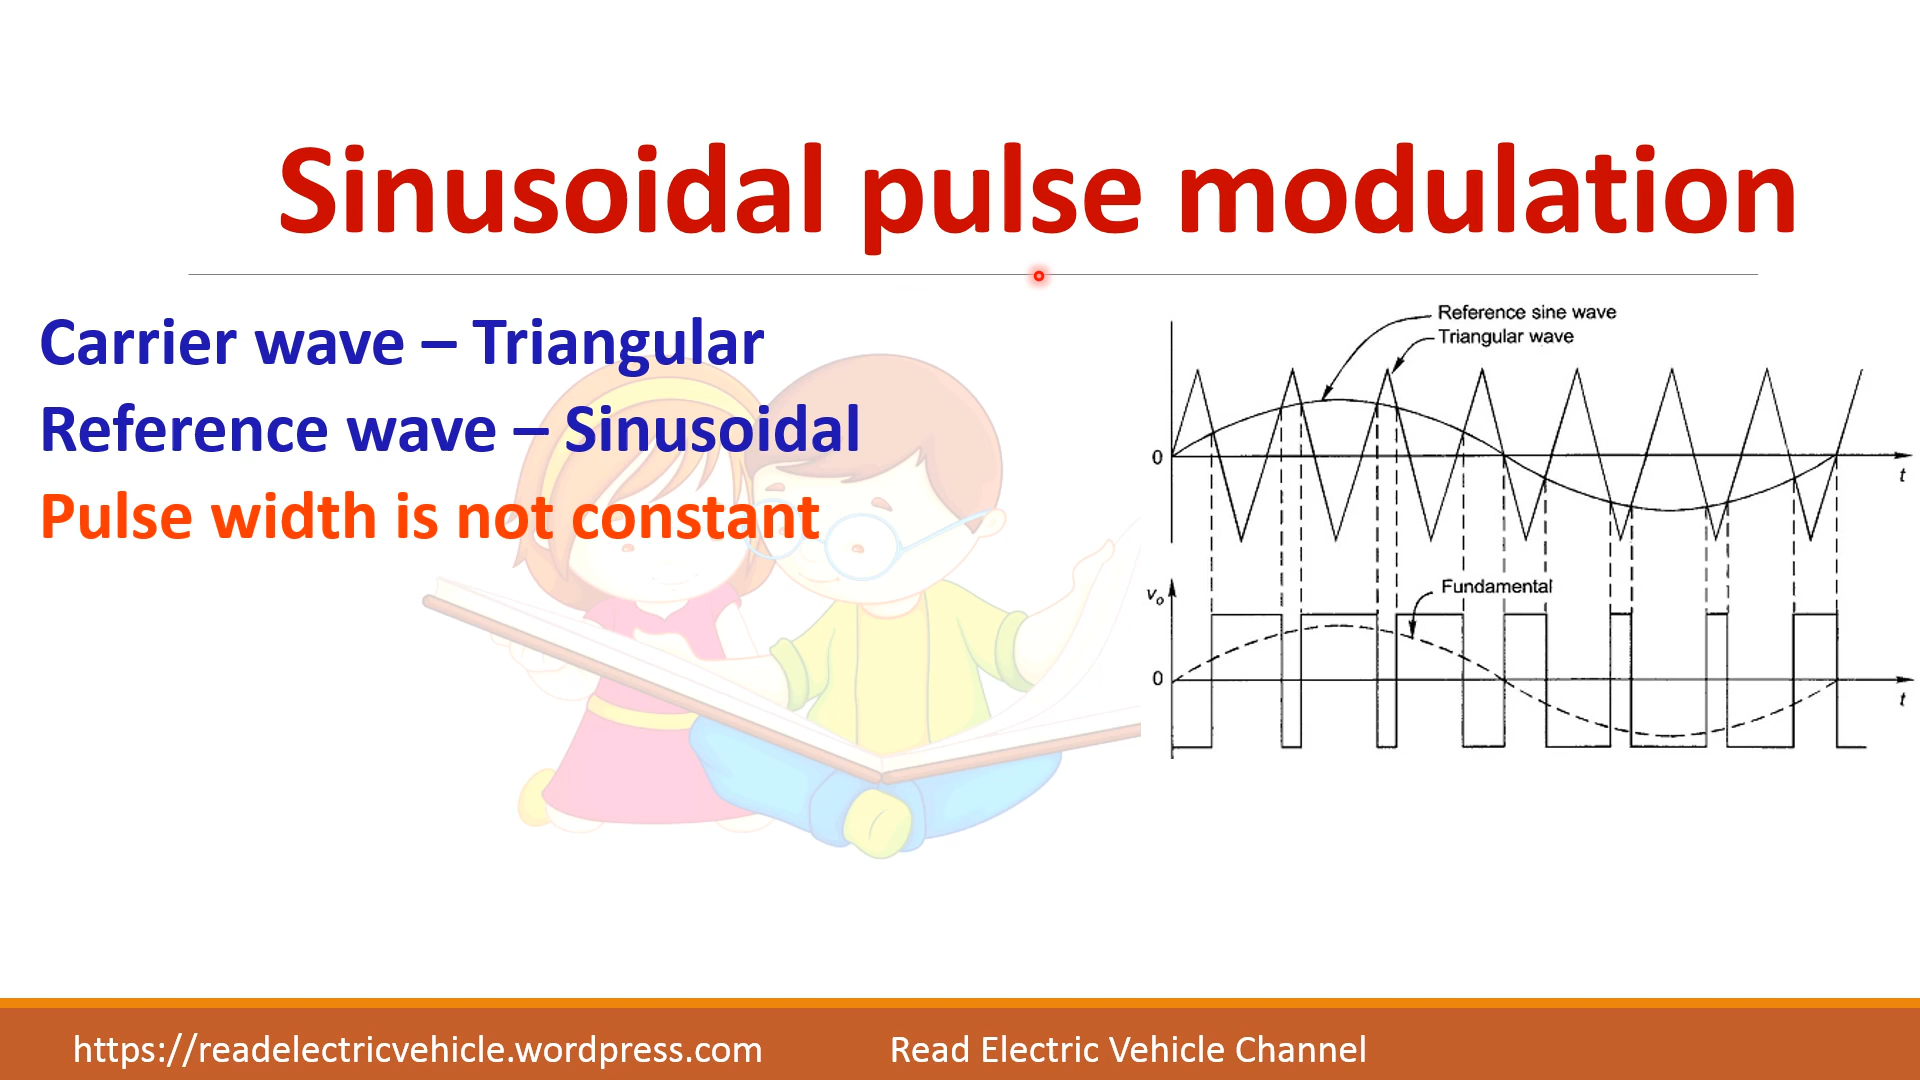 Sinusoidal pulse modulation
Carrier wave – Triangular
Reference wave – Sinusoidal
Pulse width is not constant
Reference sine wave
Triangular wave
0
t
vo
Fundamental
0
t
https://readelectricvehicle.wordpress.com
Read Electric Vehicle Channel